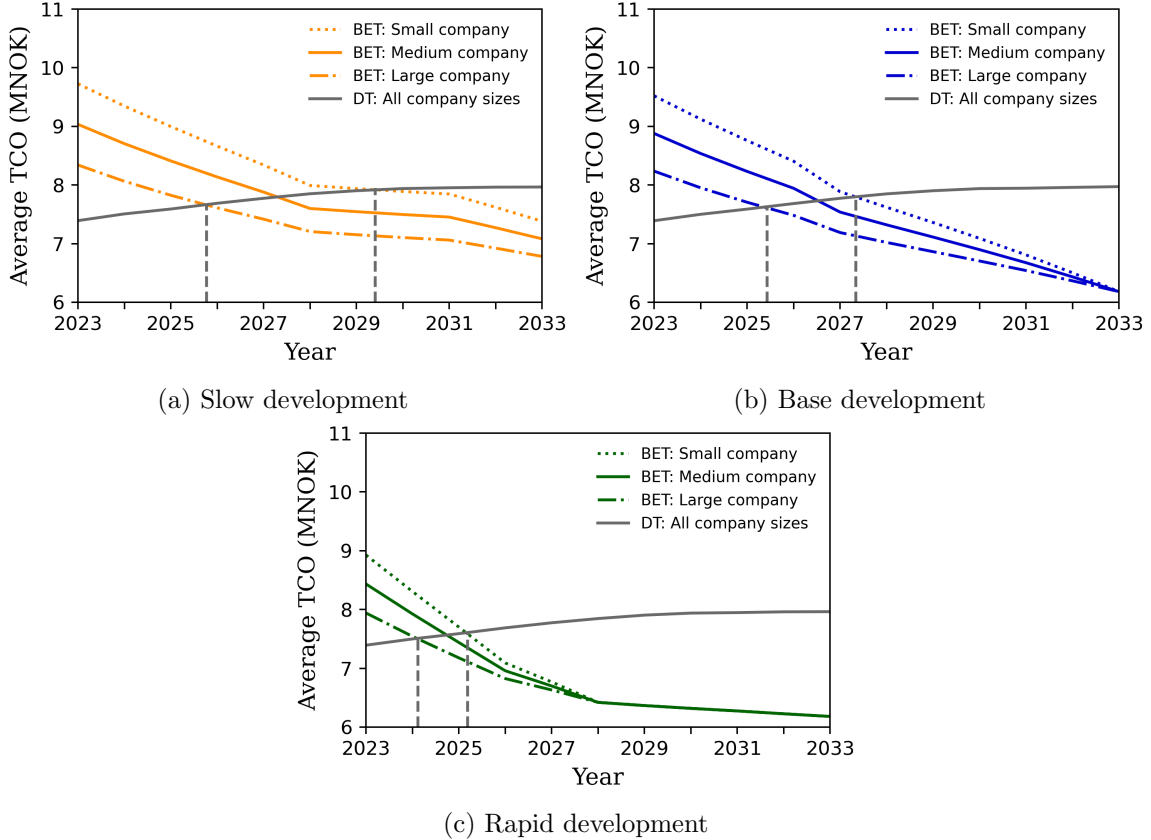 11
10
9
8
7
6
Average TCO (MNOK)
BET: Small company
BET: Medium company
BET: Large company
DT: All company sizes
2023 2025 2027 2029 2031 2033
Year
(a) Slow development
11
10
9
8
7
6
Average TCO (MNOK)
BET: Small company
BET: Medium company
BET: Large company
DT: All company sizes
2023 2025 2027 2029 2031 2033
Year
(b) Base development
11
10
9
8
7
6
Average TCO (MNOK)
BET: Small company
BET: Medium company
BET: Large company
DT: All company sizes
2023 2025 2027 2029 2031 2033
Year
(c) Rapid development